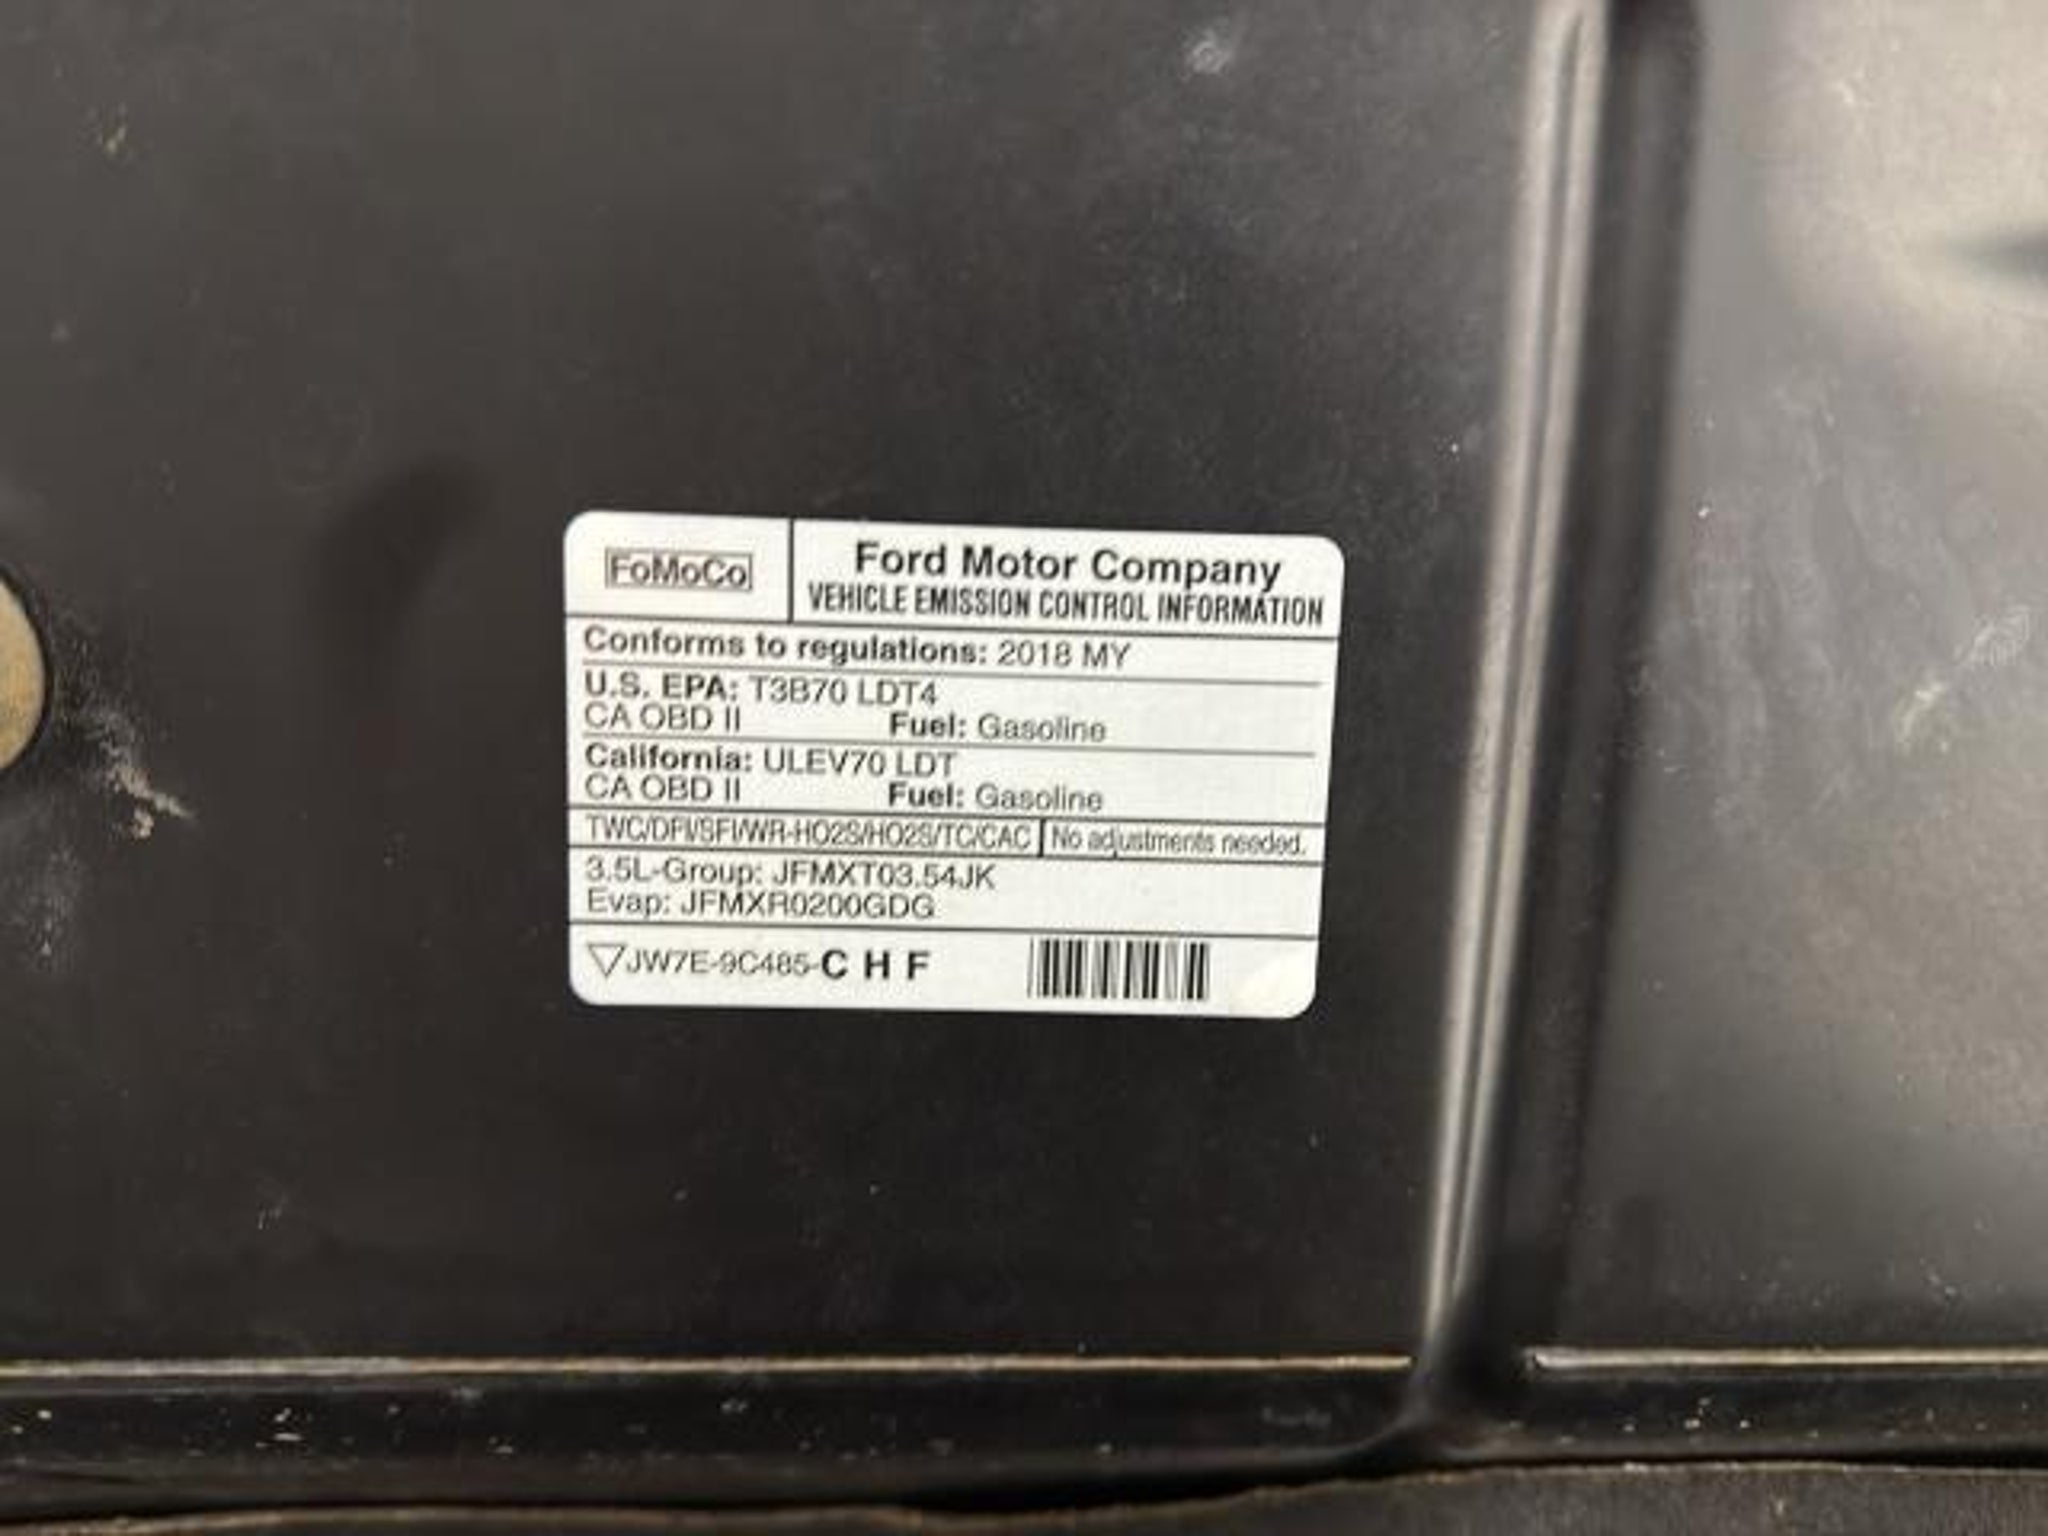 FoMoCo
Ford Motor Company
VEHICLE EMISSION CONTROL INFORMATION
Conforms to regulations: 2018 MY
U.S. EPA: T3B70 LDT4
CA OBD II Fuel: Gasoline
California: ULEV70 LDT
CA OBD II Fuel: Gasoline
TWC/DFI/SFI/WR-HO2S/HO2S/TC/CAC No adjustments needed.
3.5L-Group: JFMXT03.54JK
Evap: JFMXR0200GDG
JW7E-9C485-C H F